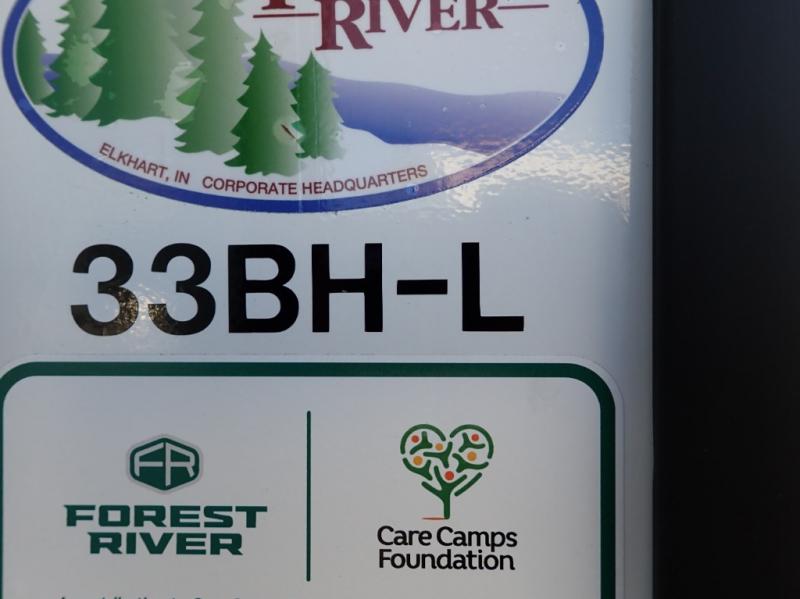 RIVER
ELKHART, IN CORPORATE HEADQUARTERS
33BH-L
FR
FOREST
RIVER
Care Camps
Foundation